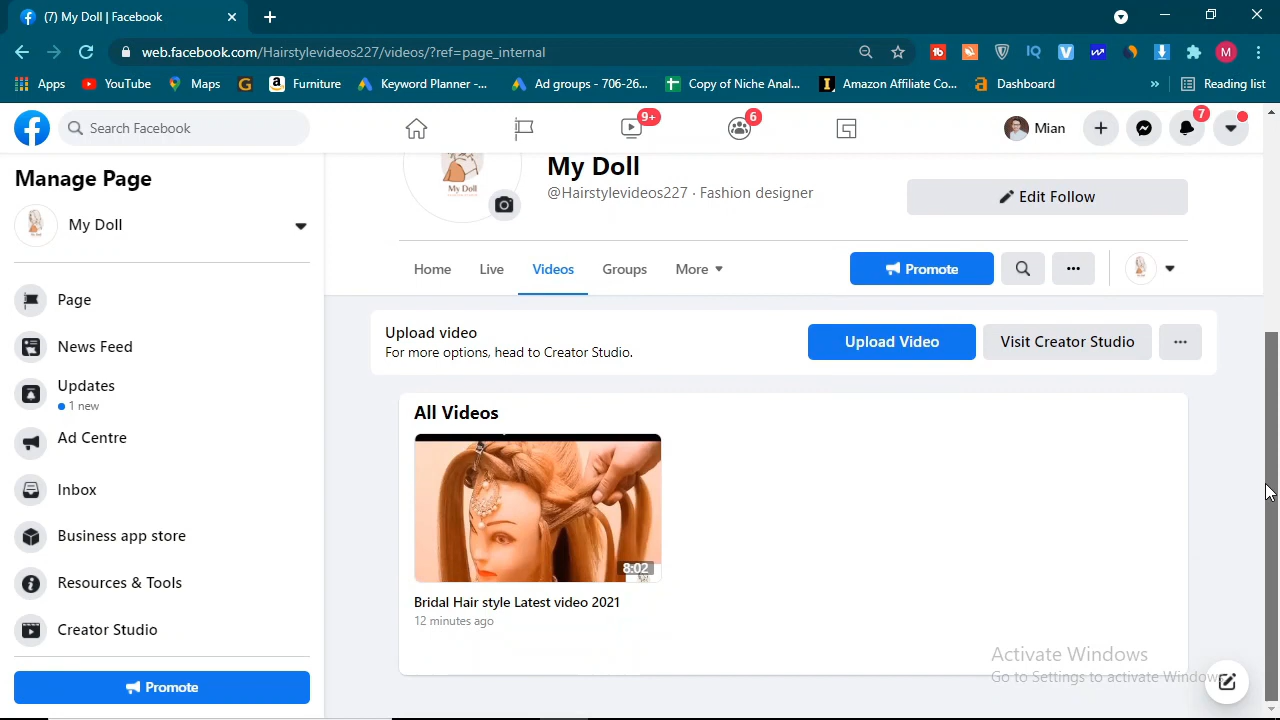 (7) My Doll | Facebook
web.facebook.com/Hairstylevideos227/videos/?ref=page_internal
Apps YouTube Maps G Furniture Keyword Planner -... Ad groups - 706-26... Copy of Niche Anal... Amazon Affiliate Co... Dashboard » Reading list
Search Facebook 9+ 6 Mian 7
Manage Page
My Doll
Page
News Feed
Updates
1 new
Ad Centre
Inbox
Business app store
Resources & Tools
Creator Studio
Promote
My Doll
My Doll
@Hairstylevideos227 · Fashion designer
Edit Follow
Home Live Videos Groups More Promote
Upload video
For more options, head to Creator Studio.
Upload Video Visit Creator Studio
All Videos
8:02
Bridal Hair style Latest video 2021
12 minutes ago
Activate Windows
Go to Settings to activate Windows